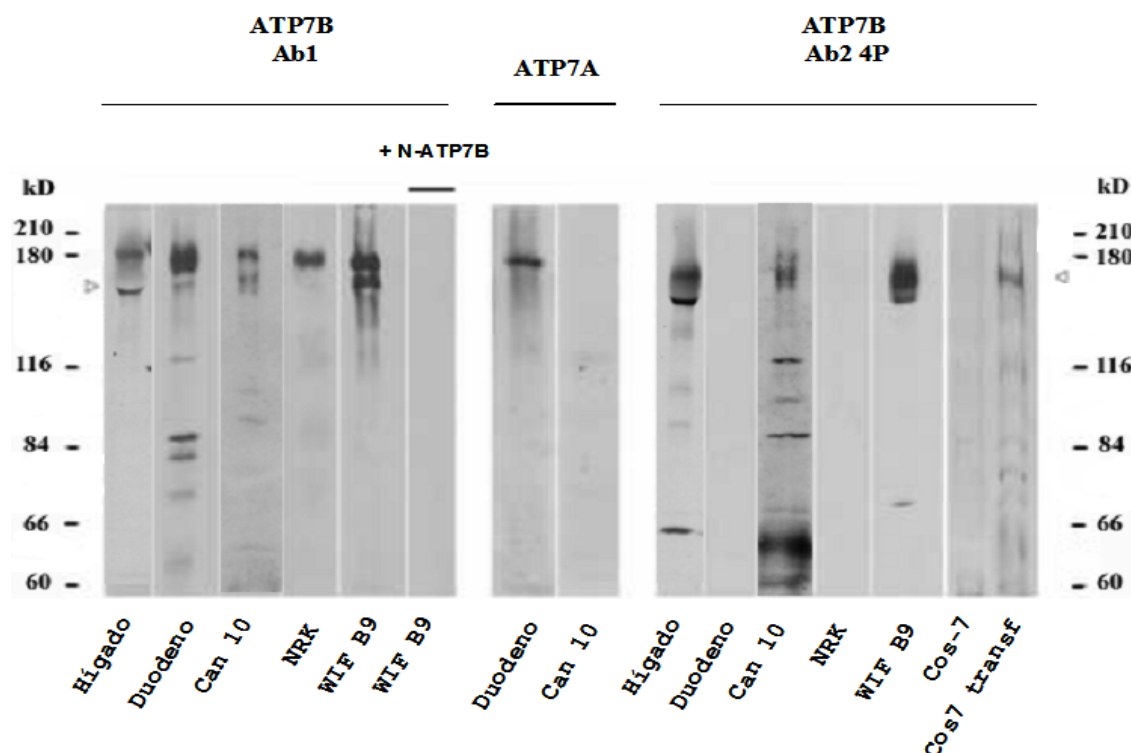 ATP7B
Ab1
ATP7A
ATP7B
Ab2 4P
+ N-ATP7B
kD
210
180
116
84
66
60
kD
210
180
116
84
66
60
Hígado
Duodeno
Can 10
NRK
WIF B9
WIF B9
Duodeno
Can 10
Hígado
Duodeno
Can 10
NRK
WIF B9
Cos-7
Cos7 transf